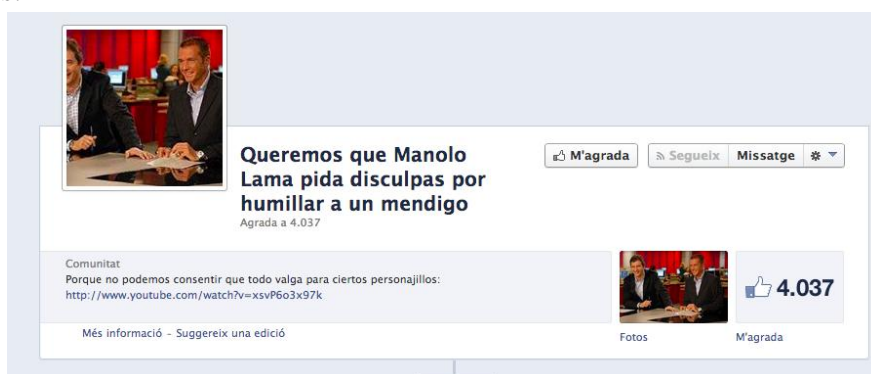 Queremos que Manolo
Lama pida disculpas por
humillar a un mendigo
Agrada a 4.037
M'agrada
Segueix
Missatge
Comunitat
Porque no podemos consentir que todo valga para ciertos personajillos:
http://www.youtube.com/watch?v=xsvP6o3x97k
4.037
Més informació - Suggereix una edició
Fotos
M'agrada